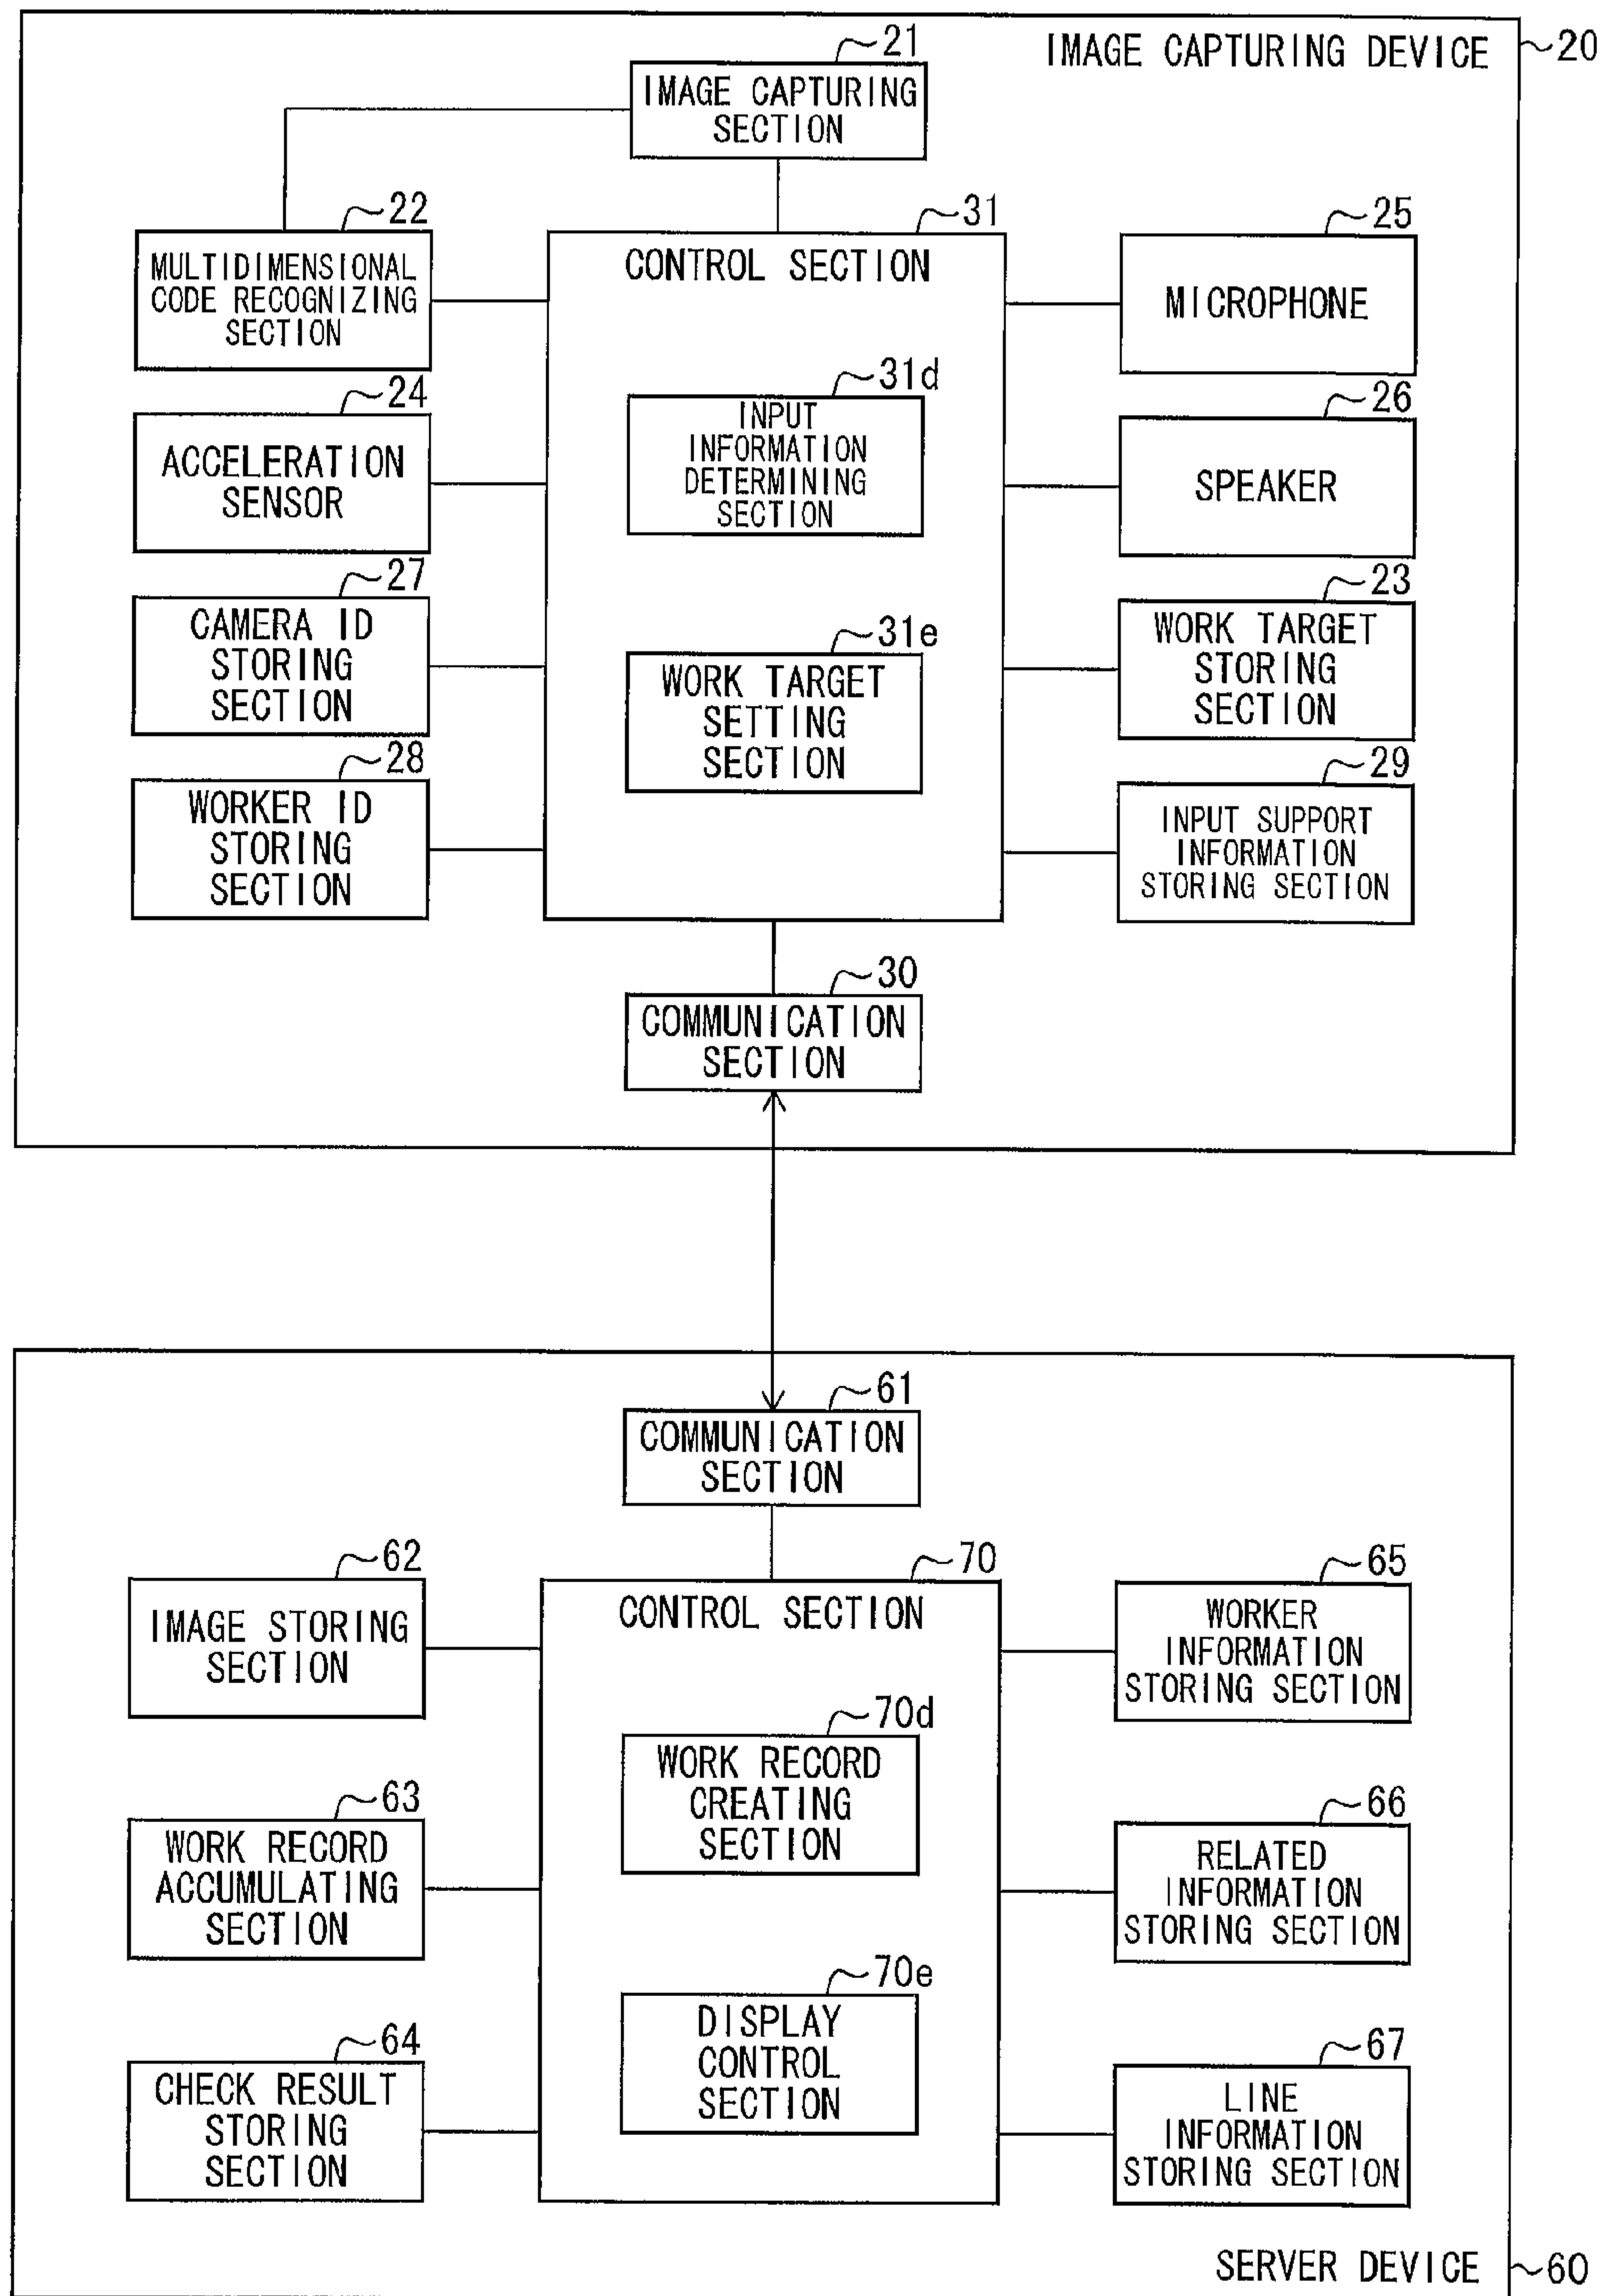 IMAGE CAPTURING DEVICE
20
21
IMAGE CAPTURING
SECTION
22
MULTIDIMENSIONAL
CODE RECOGNIZING
SECTION
31
CONTROL SECTION
25
MICROPHONE
24
ACCELERATION
SENSOR
31d
INPUT
INFORMATION
DETERMINING
SECTION
26
SPEAKER
27
CAMERA ID
STORING
SECTION
31e
WORK TARGET
SETTING
SECTION
23
WORK TARGET
STORING
SECTION
28
WORKER ID
STORING
SECTION
29
INPUT SUPPORT
INFORMATION
STORING SECTION
30
COMMUNICATION
SECTION
61
COMMUNICATION
SECTION
62
IMAGE STORING
SECTION
70
CONTROL SECTION
65
WORKER
INFORMATION
STORING SECTION
63
WORK RECORD
ACCUMULATING
SECTION
70d
WORK RECORD
CREATING
SECTION
66
RELATED
INFORMATION
STORING SECTION
64
CHECK RESULT
STORING
SECTION
70e
DISPLAY
CONTROL
SECTION
67
LINE
INFORMATION
STORING SECTION
SERVER DEVICE
60